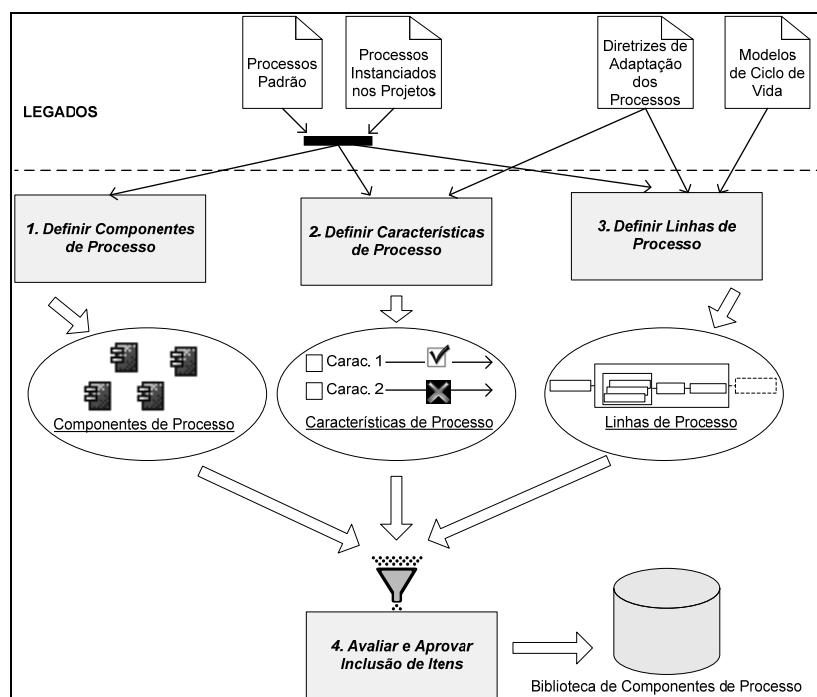 Processos
Padrão
Processos
Instanciados
nos Projetos
Diretrizes de
Adaptação
dos
Processos
Modelos
de Ciclo de
Vida
LEGADOS
1. Definir Componentes
de Processo
2. Definir Características
de Processo
3. Definir Linhas de
Processo
Componentes de Processo
Carac. 1
Carac. 2
Características de Processo
Linhas de Processo
4. Avaliar e Aprovar
Inclusão de Itens
Biblioteca de Componentes de Processo